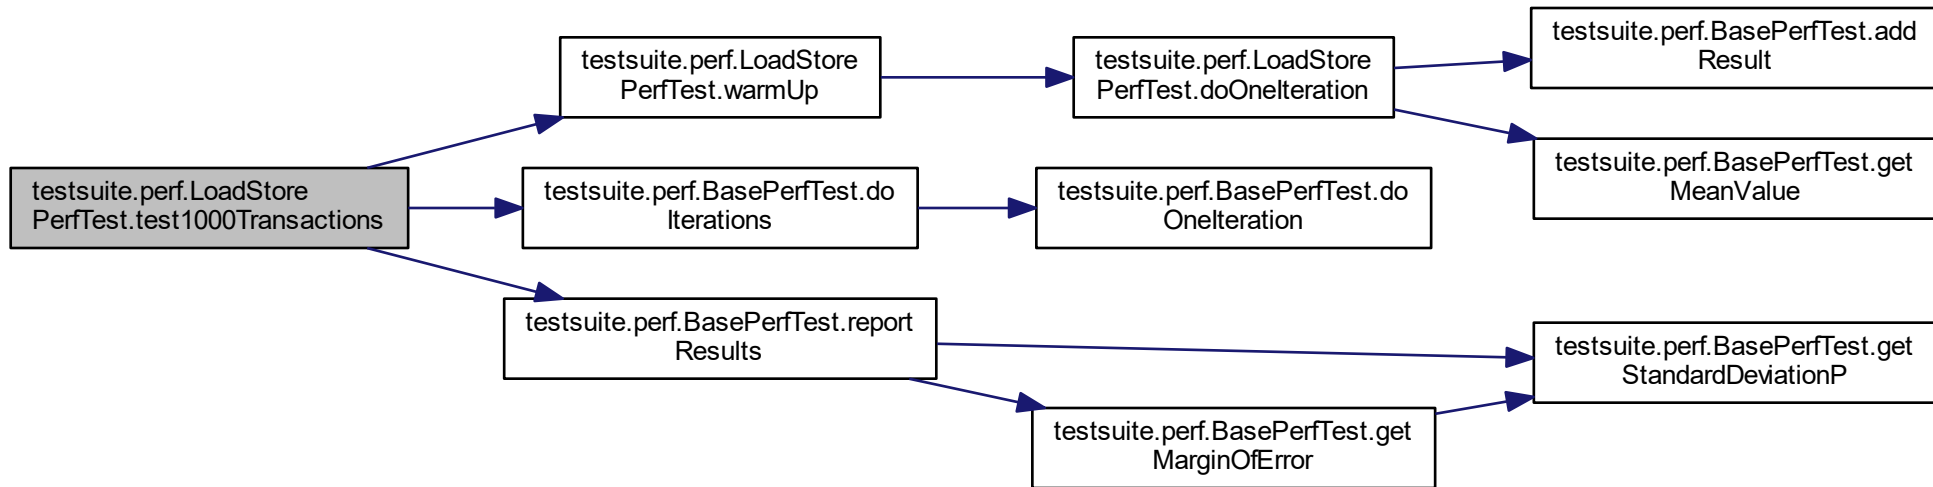 testsuite.perf.LoadStore
PerfTest.test1000Transactions
testsuite.perf.LoadStore
PerfTest.warmUp
testsuite.perf.LoadStore
PerfTest.doOneIteration
testsuite.perf.BasePerfTest.add
Result
testsuite.perf.BasePerfTest.get
MeanValue
testsuite.perf.BasePerfTest.do
Iterations
testsuite.perf.BasePerfTest.do
OneIteration
testsuite.perf.BasePerfTest.report
Results
testsuite.perf.BasePerfTest.get
StandardDeviationP
testsuite.perf.BasePerfTest.get
MarginOfError